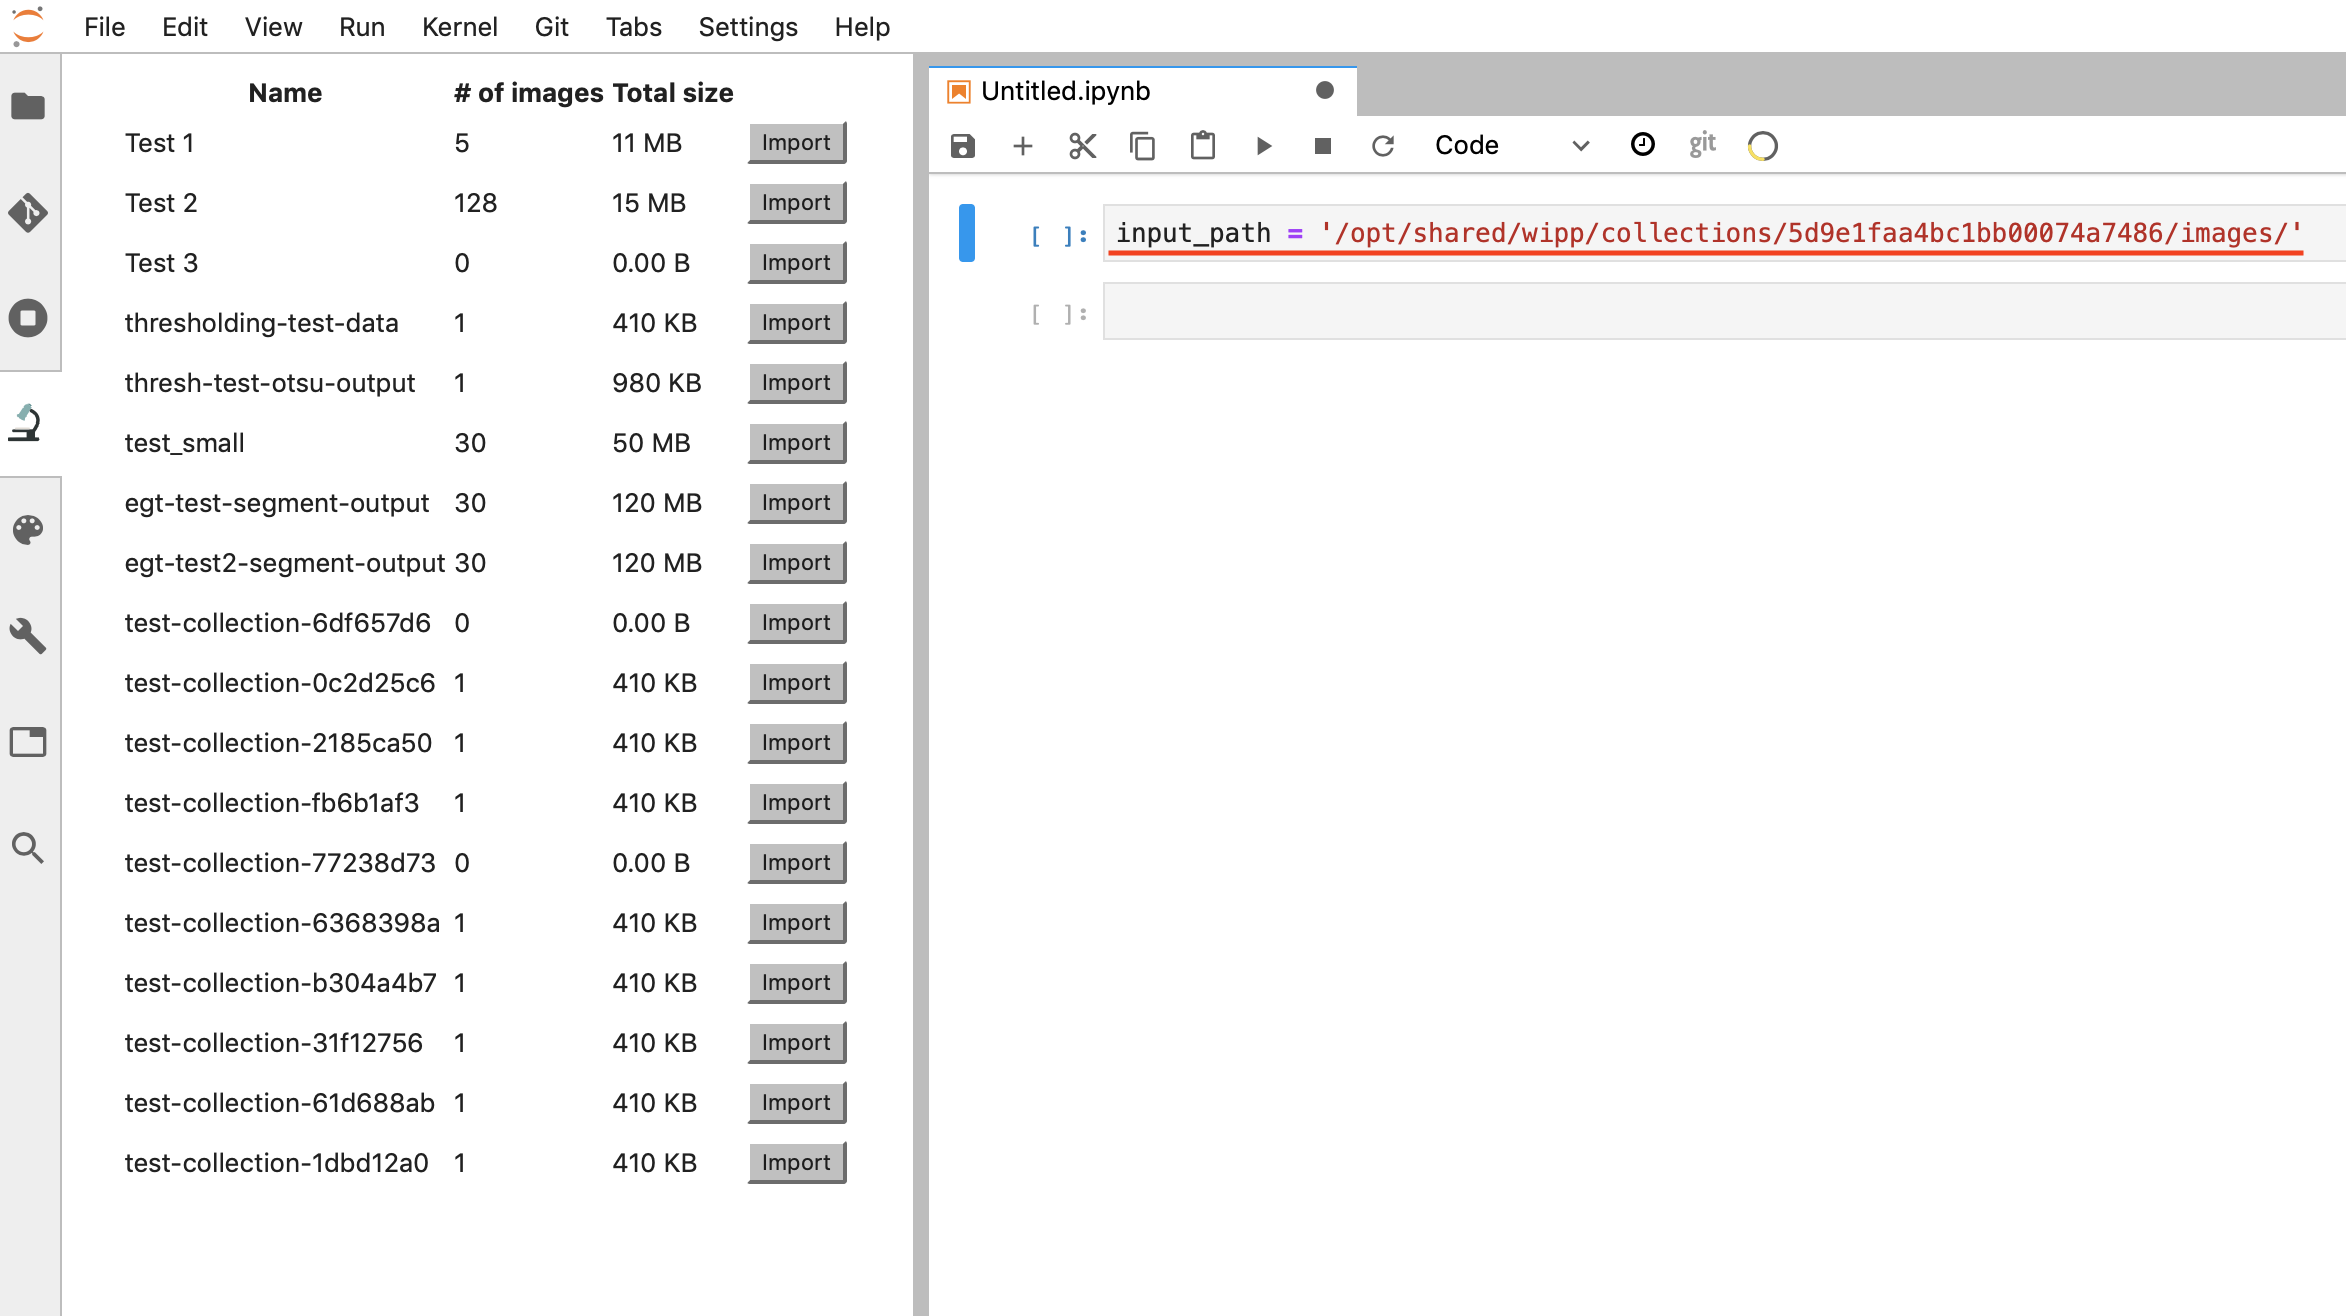 File Edit View Run Kernel Git Tabs Settings Help
Name # of images Total size
Test 1 5 11 MB Import
Test 2 128 15 MB Import
Test 3 0 0.00 B Import
thresholding-test-data 1 410 KB Import
thresh-test-otsu-output 1 980 KB Import
test_small 30 50 MB Import
egt-test-segment-output 30 120 MB Import
egt-test2-segment-output 30 120 MB Import
test-collection-6df657d6 0 0.00 B Import
test-collection-0c2d25c6 1 410 KB Import
test-collection-2185ca50 1 410 KB Import
test-collection-fb6b1af3 1 410 KB Import
test-collection-77238d73 0 0.00 B Import
test-collection-6368398a 1 410 KB Import
test-collection-b304a4b7 1 410 KB Import
test-collection-31f12756 1 410 KB Import
test-collection-61d688ab 1 410 KB Import
test-collection-1dbd12a0 1 410 KB Import
Untitled.ipynb
Code git
[ ]: input_path = '/opt/shared/wipp/collections/5d9e1faa4bc1bb00074a7486/images/'
[ ]: